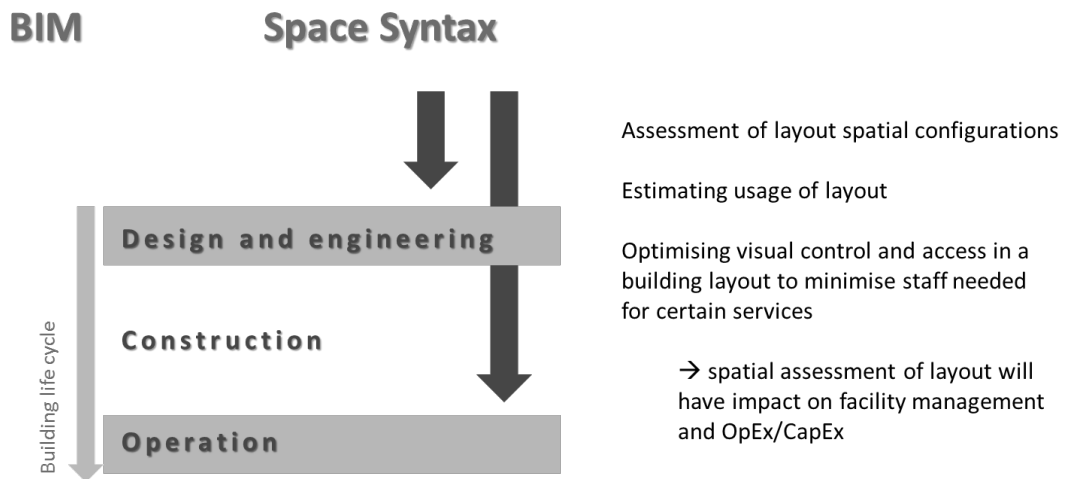 BIM
Space Syntax
Design and engineering
Construction
Operation
Building life cycle
Assessment of layout spatial configurations
Estimating usage of layout
Optimising visual control and access in a
building layout to minimise staff needed
for certain services
→ spatial assessment of layout will
have impact on facility management
and OpEx/CapEx